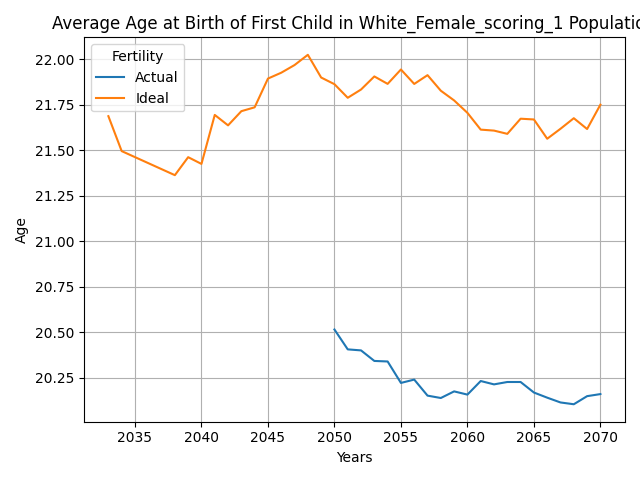 Average Age at Birth of First Child in White_Female_scoring_1 Populatio
Fertility
Actual
Ideal
22.00
21.75
21.50
21.25
21.00
20.75
20.50
20.25
Age
2035 2040 2045 2050 2055 2060 2065 2070
Years